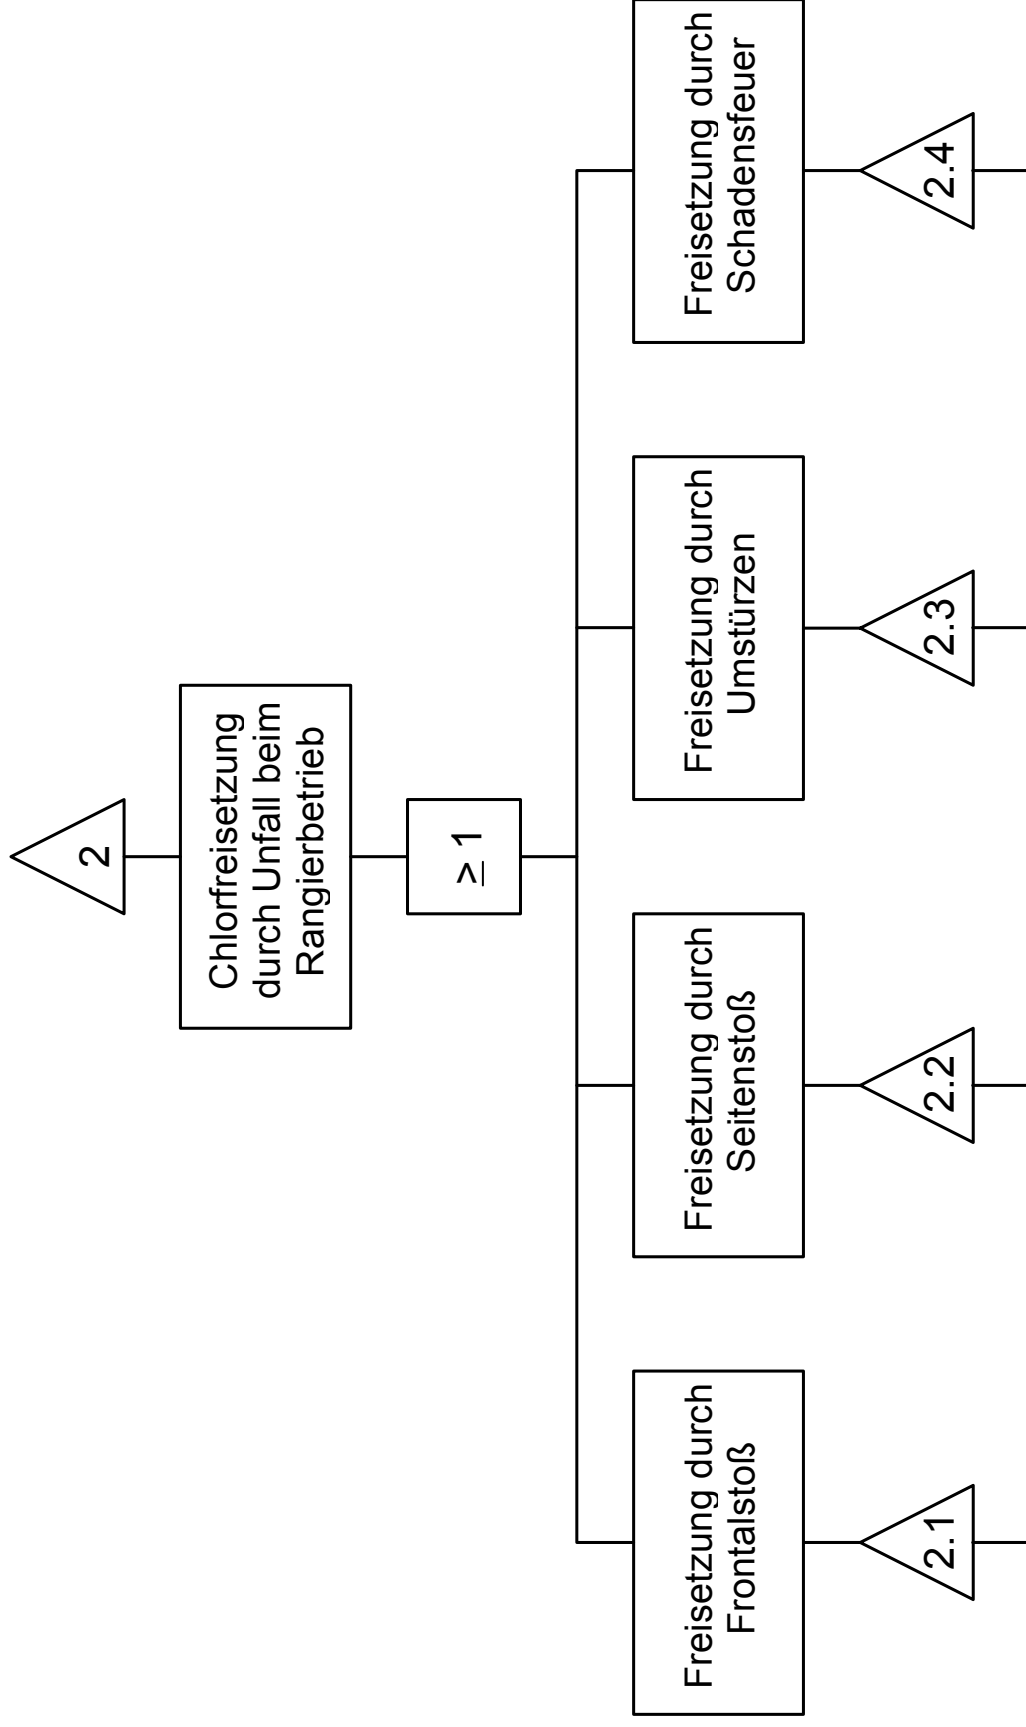 2
Chlorfreisetzung
durch Unfall beim
Rangierbetrieb
≥ 1
Freisetzung durch
Frontalstoß
2.1
Freisetzung durch
Seitenstoß
2.2
Freisetzung durch
Umstürzen
2.3
Freisetzung durch
Schadensfeuer
2.4